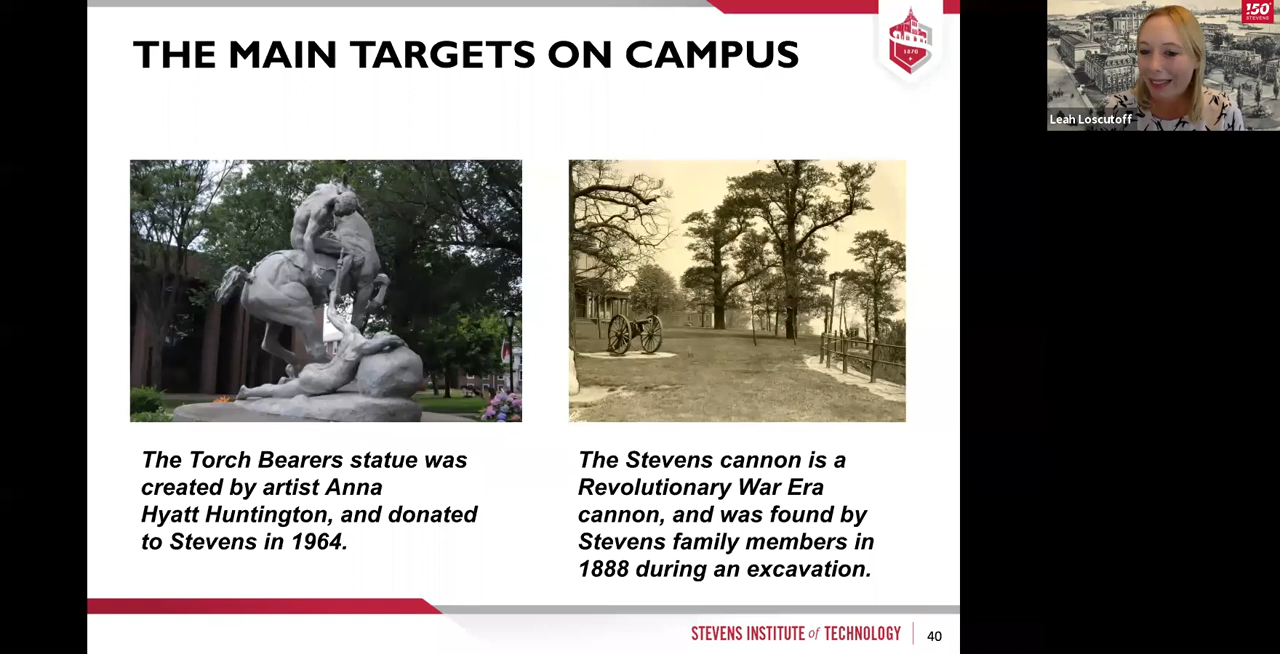 THE MAIN TARGETS ON CAMPUS
1870
150
STEVENS
Leah Loscutoff
The Torch Bearers statue was
created by artist Anna
Hyatt Huntington, and donated
to Stevens in 1964.
The Stevens cannon is a
Revolutionary War Era
cannon, and was found by
Stevens family members in
1888 during an excavation.
STEVENS INSTITUTE of TECHNOLOGY
40